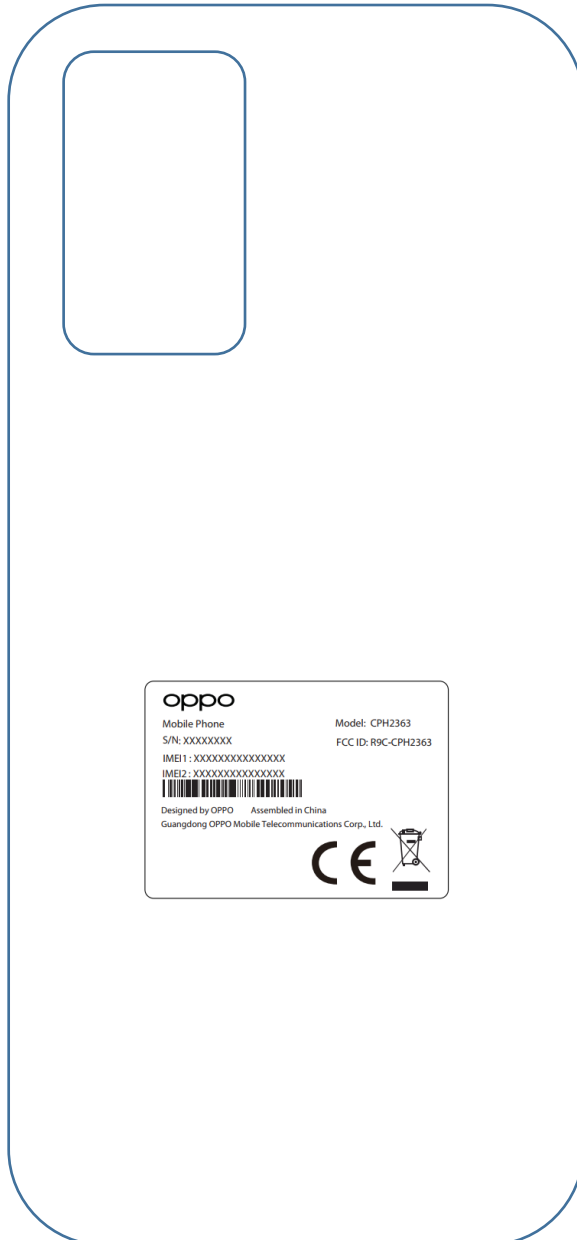 oppo
Mobile Phone Model: CPH2363
S/N: XXXXXXXX FCC ID: R9C-CPH2363
IMEI1 : XXXXXXXXXXXXXXX
IMEI2 : XXXXXXXXXXXXXXX
Designed by OPPO Assembled in China
Guangdong OPPO Mobile Telecommunications Corp., Ltd.
CE